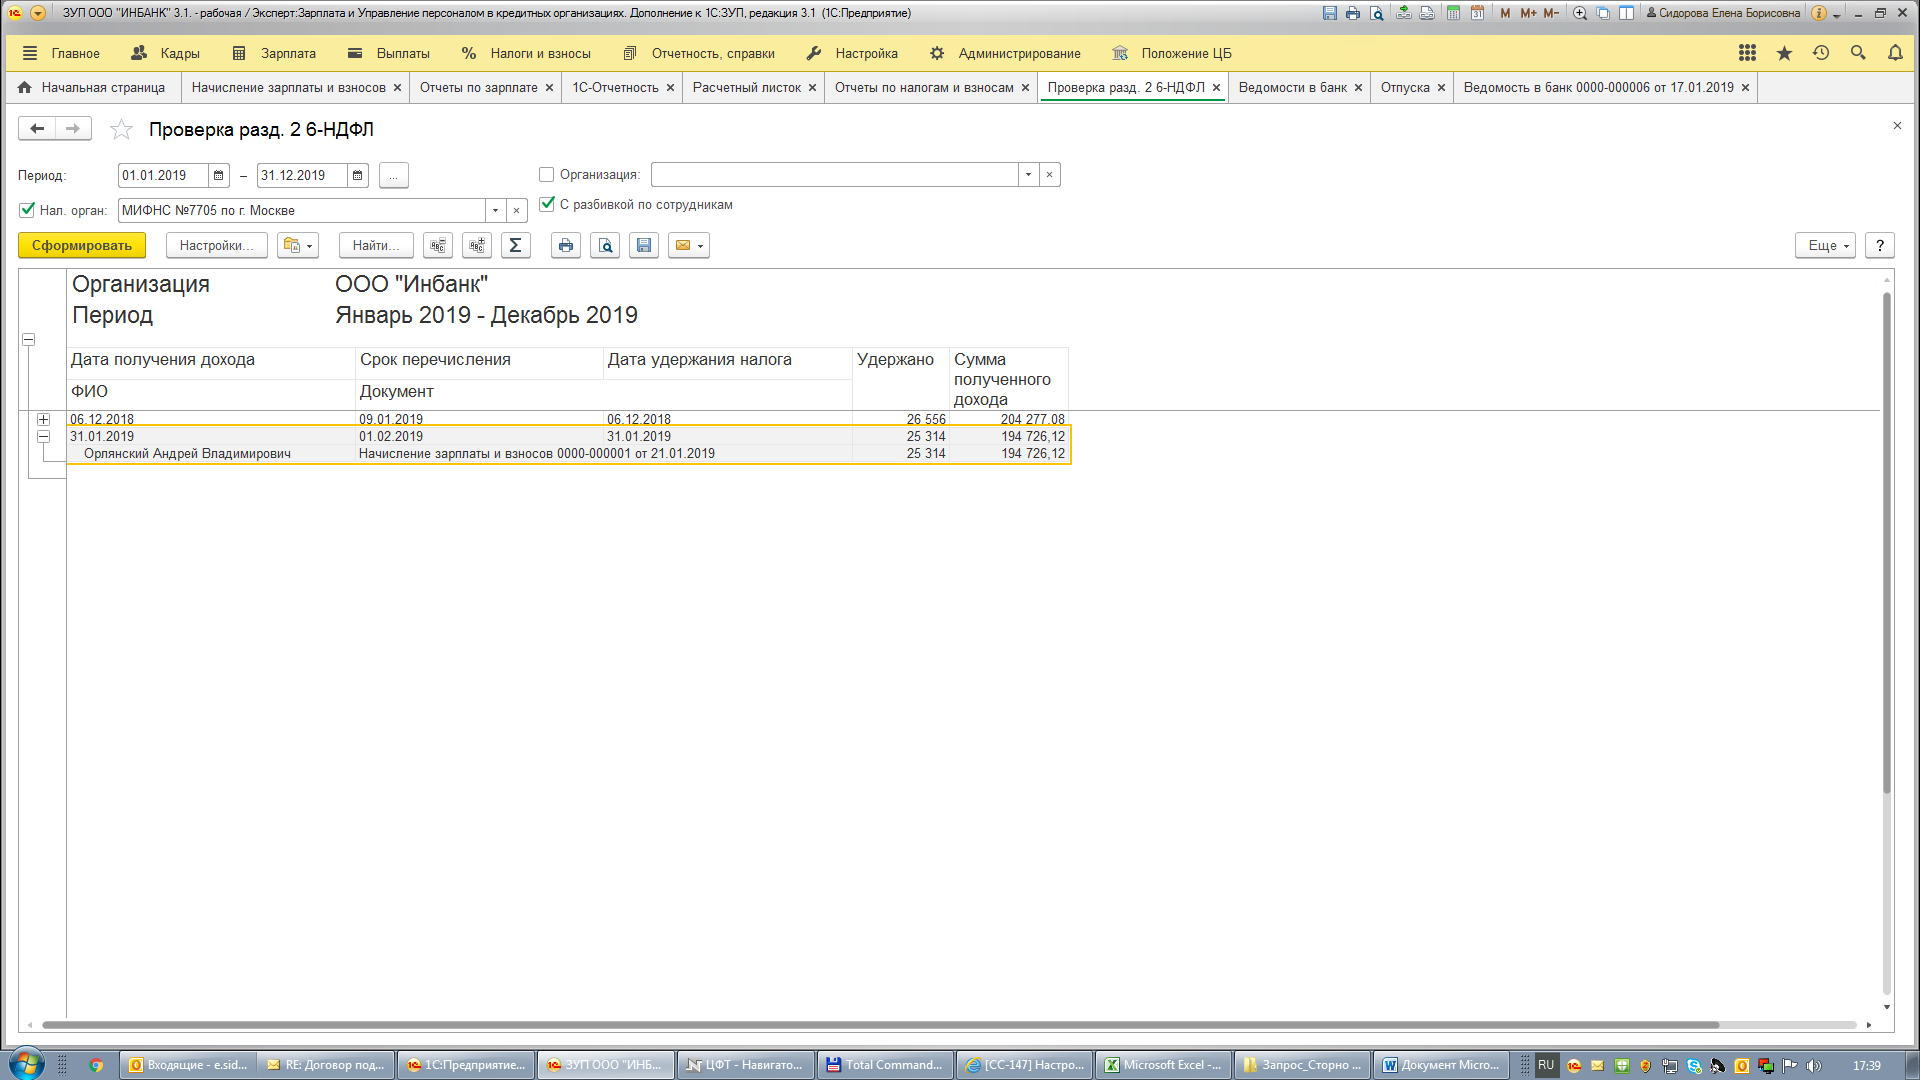 ЗУП ООО "ИНБАНК" 3.1. - рабочая / Эксперт:Зарплата и Управление персоналом в кредитных организациях. Дополнение к 1С:ЗУП, редакция 3.1 (1С:Предприятие) M M+ M- Сидорова Елена Борисовна
Главное Кадры Зарплата Выплаты Налоги и взносы Отчетность, справки Настройка Администрирование Положение ЦБ
Начальная страница Начисление зарплаты и взносов Отчеты по зарплате 1С-Отчетность Расчетный листок Отчеты по налогам и взносам Проверка разд. 2 6-НДФЛ Ведомости в банк Отпуска Ведомость в банк 0000-000006 от 17.01.2019
Проверка разд. 2 6-НДФЛ
Период: 01.01.2019 – 31.12.2019 ... Организация:
Нал. орган: МИФНС №7705 по г. Москве С разбивкой по сотрудникам
Сформировать Настройки... Найти... Σ Еще ?
Организация ООО "Инбанк"
Период Январь 2019 - Декабрь 2019
Дата получения дохода Срок перечисления Дата удержания налога Удержано Сумма
полученного
дохода
ФИО Документ
06.12.2018 09.01.2019 06.12.2018 26 556 204 277,08
31.01.2019 01.02.2019 31.01.2019 25 314 194 726,12
Орлянский Андрей Владимирович Начисление зарплаты и взносов 0000-000001 от 21.01.2019 25 314 194 726,12
Входящие - e.sid... RE: Договор под... 1С:Предприятие... ЗУП ООО "ИНБ... ЦФТ - Навигато... Total Command... [CC-147] Настро... Microsoft Excel -... Запрос_Сторно ... Документ Micro... RU 17:39